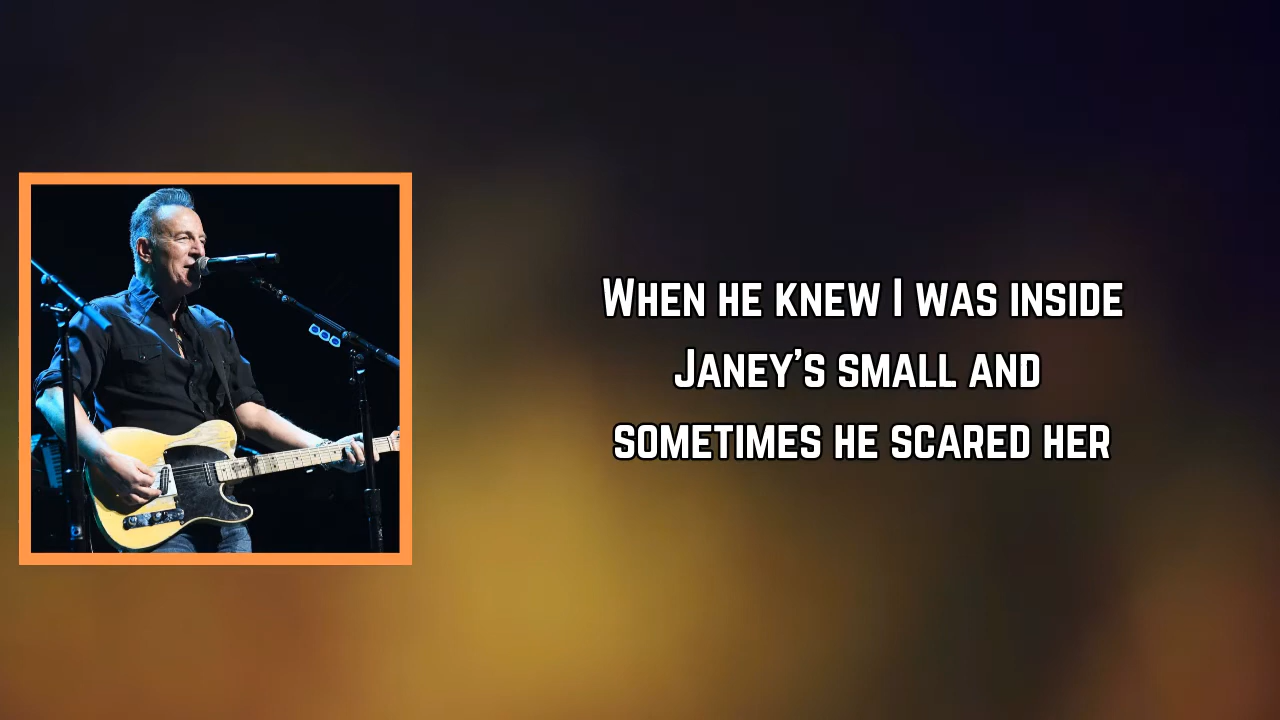 When he knew I was inside
Janey's small and
sometimes he scared her